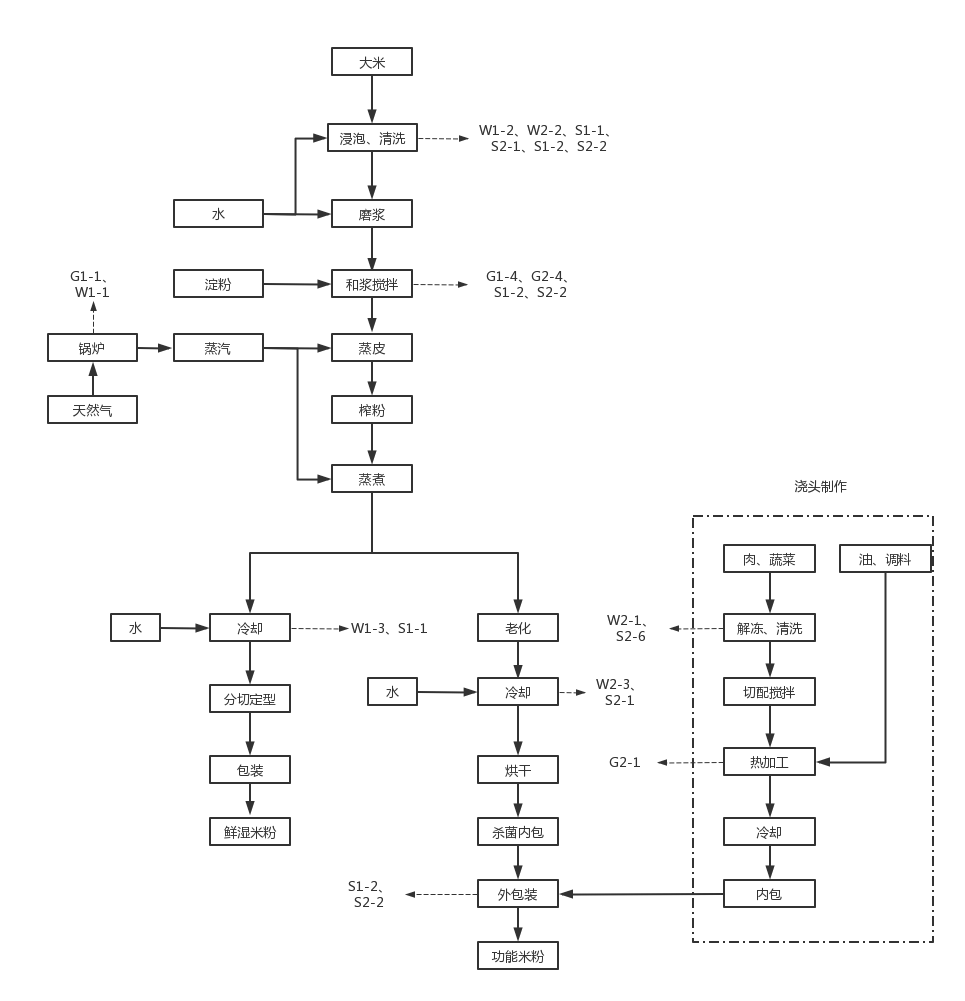 大米
浸泡、清洗
W1-2、W2-2、S1-1、
S2-1、S1-2、S2-2
水
磨浆
G1-1、
W1-1
淀粉
和浆搅拌
G1-4、G2-4、
S1-2、S2-2
锅炉
蒸汽
蒸皮
天然气
榨粉
蒸煮
浇头制作
肉、蔬菜
油、调料
水
冷却
W1-3、S1-1
老化
W2-1、
S2-6
解冻、清洗
分切定型
水
冷却
W2-3、
S2-1
切配搅拌
包装
烘干
G2-1
热加工
鲜湿米粉
杀菌内包
冷却
S1-2、
S2-2
外包装
内包
功能米粉